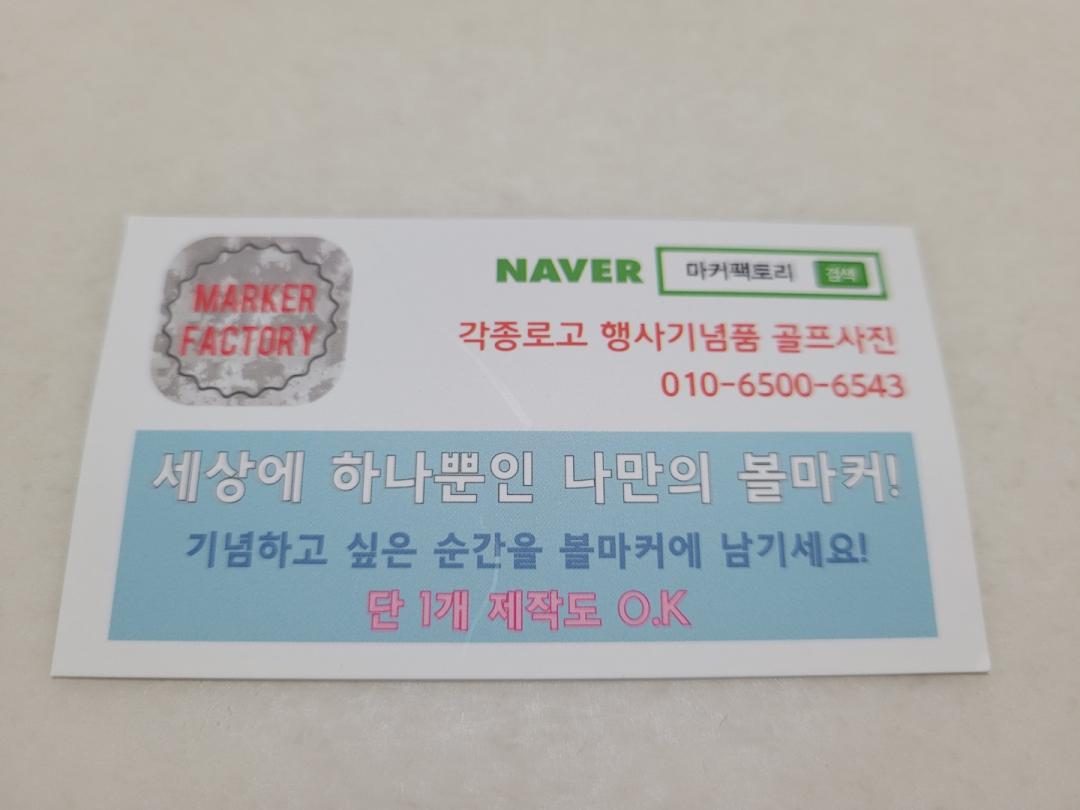 MARKER
FACTORY
NAVER 마커팩토리 검색
각종로고 행사기념품 골프사진
010-6500-6543
세상에 하나뿐인 나만의 볼마커!
기념하고 싶은 순간을 볼마커에 남기세요!
단 1개 제작도 O.K